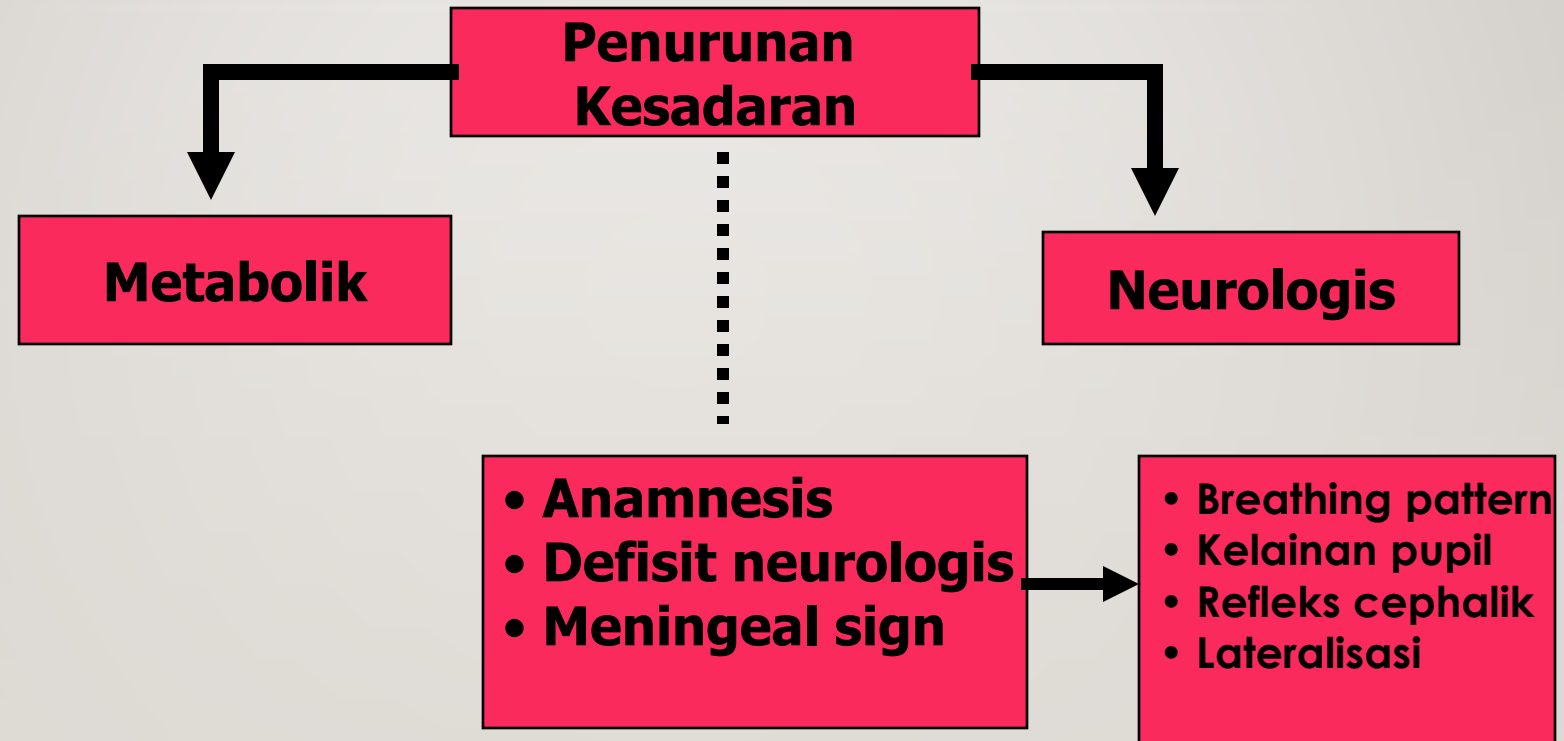 Penurunan
Kesadaran
Metabolik
Neurologis
• Anamnesis
• Defisit neurologis
• Meningeal sign
• Breathing pattern
• Kelainan pupil
• Refleks cephalik
• Lateralisasi